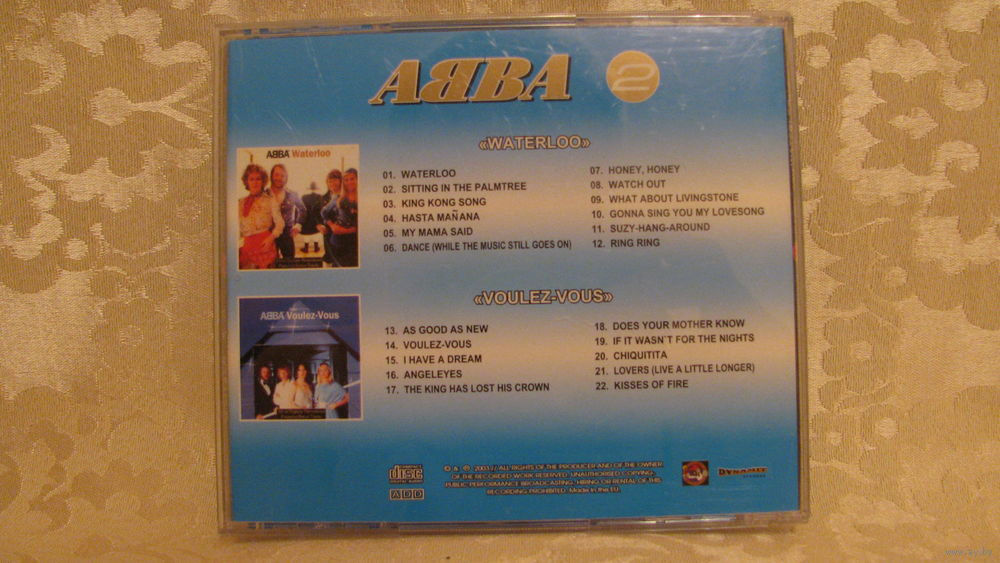 ABBA 2
«WATERLOO»
ABBA Waterloo
01. WATERLOO
02. SITTING IN THE PALMTREE
03. KING KONG SONG
04. HASTA MAÑANA
05. MY MAMA SAID
06. DANCE (WHILE THE MUSIC STILL GOES ON)
07. HONEY, HONEY
08. WATCH OUT
09. WHAT ABOUT LIVINGSTONE
10. GONNA SING YOU MY LOVESONG
11. SUZY-HANG-AROUND
12. RING RING
«VOULEZ-VOUS»
ABBA Voulez-Vous
13. AS GOOD AS NEW
14. VOULEZ-VOUS
15. I HAVE A DREAM
16. ANGELEYES
17. THE KING HAS LOST HIS CROWN
18. DOES YOUR MOTHER KNOW
19. IF IT WASN`T FOR THE NIGHTS
20. CHIQUITITA
21. LOVERS (LIVE A LITTLE LONGER)
22. KISSES OF FIRE
COMPACT
disc
DIGITAL AUDIO
ADD
© & ℗ 2003 // ALL RIGHTS OF THE PRODUCER AND OF THE OWNER
OF THE RECORDED WORK RESERVED. UNAUTHORISED COPYING,
PUBLIC PERFORMANCE BROADCASTING, HIRING OR RENTAL OF THIS
RECORDING PROHIBITED. Made in the EU.